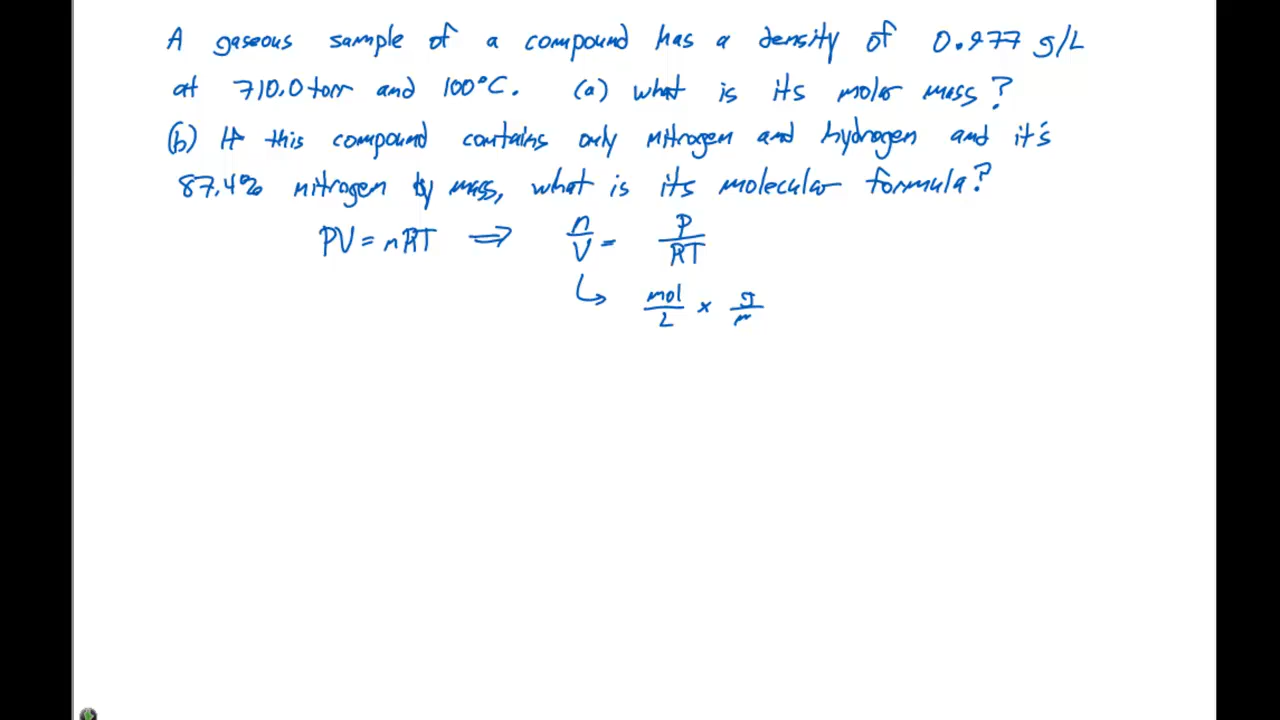 A gaseous sample of a compound has a density of 0.977 g/L
at 710.0 torr and 100°C. (a) what is its molar mass?
(b) If this compound contains only nitrogen and hydrogen and it's
87.4% nitrogen by mass, what is its molecular formula?
PV = nRT ⇒ n/V = P/RT
↳ mol/L × g/m